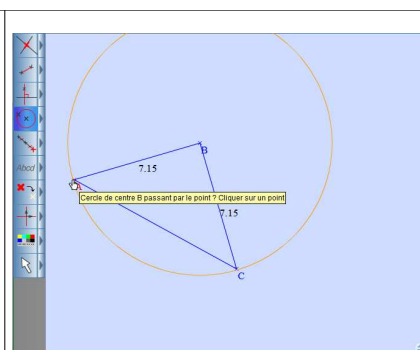 Abcd
B
7.15
A
Cercle de centre B passant par le point ? Cliquer sur un point
7.15
C